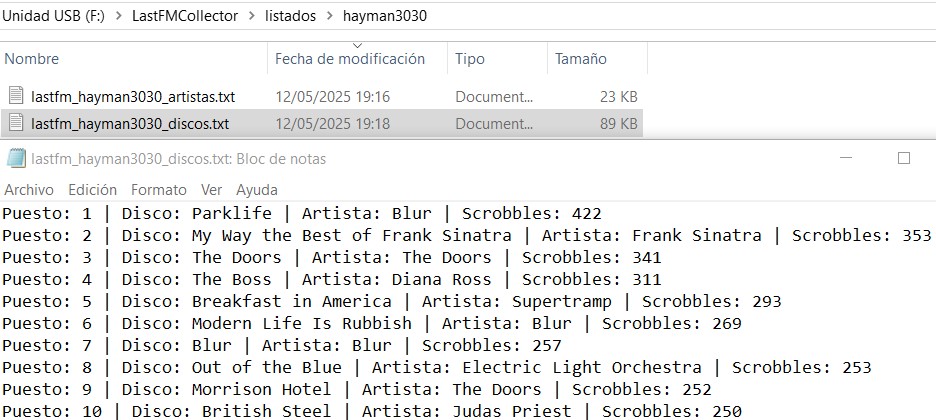 Unidad USB (F:) > LastFMCollector > listados > hayman3030
Nombre Fecha de modificación Tipo Tamaño
lastfm_hayman3030_artistas.txt 12/05/2025 19:16 Document... 23 KB
lastfm_hayman3030_discos.txt 12/05/2025 19:18 Document... 89 KB
lastfm_hayman3030_discos.txt: Bloc de notas
Archivo Edición Formato Ver Ayuda
Puesto: 1 | Disco: Parklife | Artista: Blur | Scrobbles: 422
Puesto: 2 | Disco: My Way the Best of Frank Sinatra | Artista: Frank Sinatra | Scrobbles: 353
Puesto: 3 | Disco: The Doors | Artista: The Doors | Scrobbles: 341
Puesto: 4 | Disco: The Boss | Artista: Diana Ross | Scrobbles: 311
Puesto: 5 | Disco: Breakfast in America | Artista: Supertramp | Scrobbles: 293
Puesto: 6 | Disco: Modern Life Is Rubbish | Artista: Blur | Scrobbles: 269
Puesto: 7 | Disco: Blur | Artista: Blur | Scrobbles: 257
Puesto: 8 | Disco: Out of the Blue | Artista: Electric Light Orchestra | Scrobbles: 253
Puesto: 9 | Disco: Morrison Hotel | Artista: The Doors | Scrobbles: 252
Puesto: 10 | Disco: British Steel | Artista: Judas Priest | Scrobbles: 250